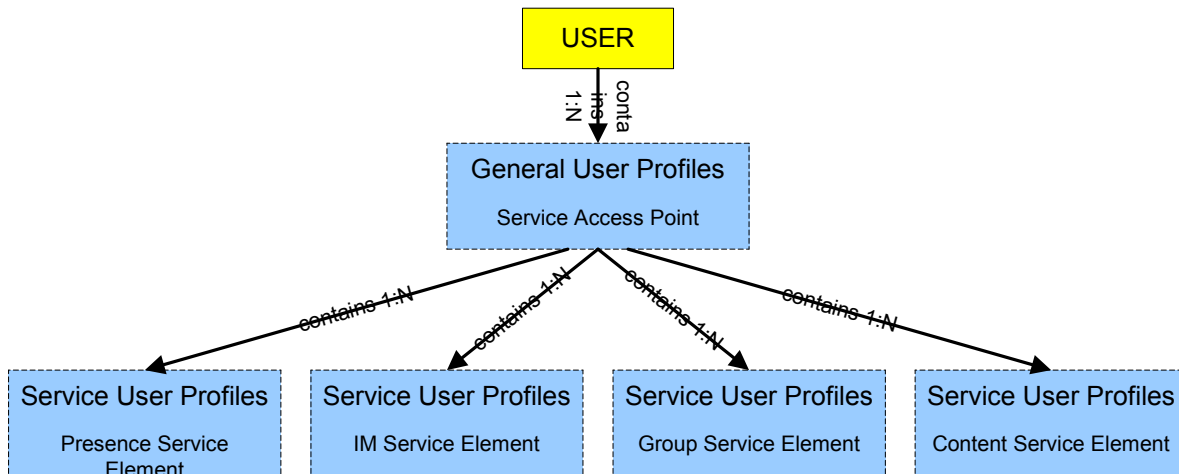 USER
conta
ins
1:N
General User Profiles
Service Access Point
contains 1:N
contains 1:N
contains 1:N
contains 1:N
Service User Profiles
Presence Service
Element
Service User Profiles
IM Service Element
Service User Profiles
Group Service Element
Service User Profiles
Content Service Element